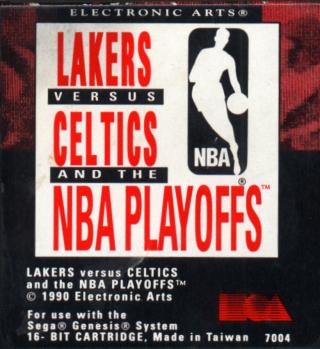 ELECTRONIC ARTS®
LAKERS
VERSUS
CELTICS
AND THE
NBA PLAYOFFS™
NBA
®
LAKERS versus CELTICS
and the NBA PLAYOFFS™
© 1990 Electronic Arts
For use with the
Sega® Genesis® System
16- BIT CARTRIDGE, Made in Taiwan 7004